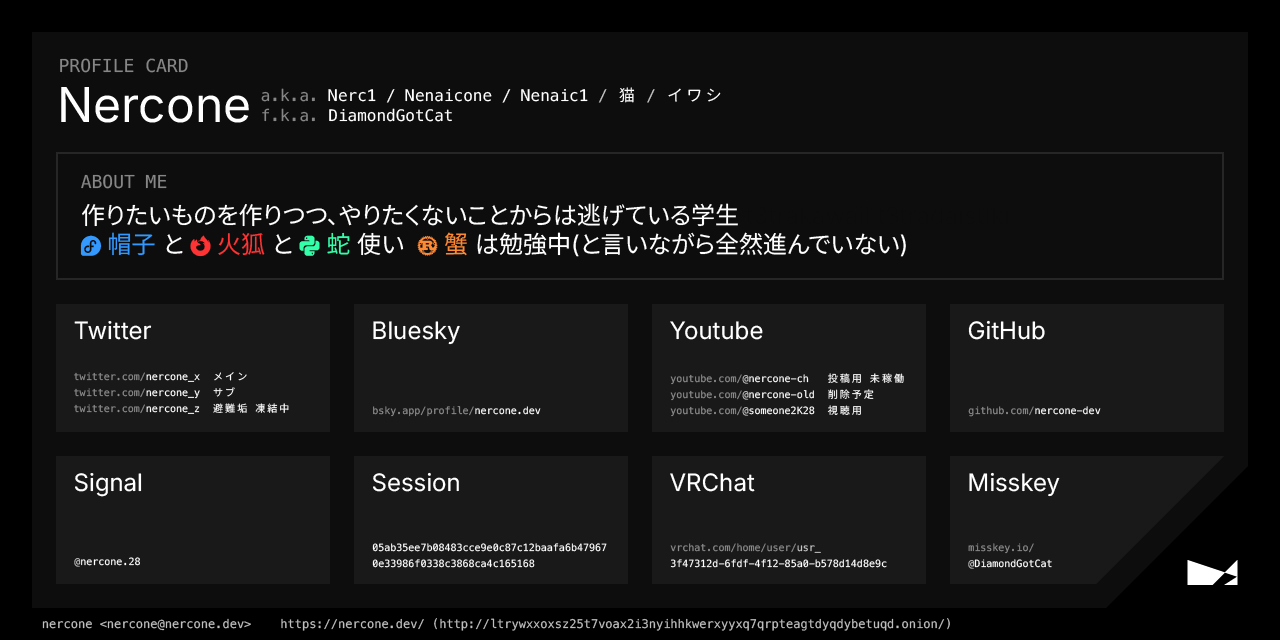 PROFILE CARD
Nercone
a.k.a. Nerc1 / Nenaicone / Nenaic1 / 猫 / イワシ
f.k.a. DiamondGotCat
ABOUT ME
作りたいものを作りつつ、やりたくないことからは逃げている学生
帽子 と 火狐 と 蛇 使い 蟹 は勉強中(と言いながら全然進んでいない)
Twitter
twitter.com/nercone_x メイン
twitter.com/nercone_y サブ
twitter.com/nercone_z 避難垢 凍結中
Bluesky
bsky.app/profile/nercone.dev
Youtube
youtube.com/@nercone-ch 投稿用 未稼働
youtube.com/@nercone-old 削除予定
youtube.com/@someone2K28 視聴用
GitHub
github.com/nercone-dev
Signal
@nercone.28
Session
05ab35ee7b08483cce9e0c87c12baafa6b47967
0e33986f0338c3868ca4c165168
VRChat
vrchat.com/home/user/usr_
3f47312d-6fdf-4f12-85a0-b578d14d8e9c
Misskey
misskey.io/
@DiamondGotCat
nercone <nercone@nercone.dev> https://nercone.dev/ (http://ltrywxxoxsz25t7voax2i3nyihhkwerxyyxq7qrpteagtdyqdybetuqd.onion/)